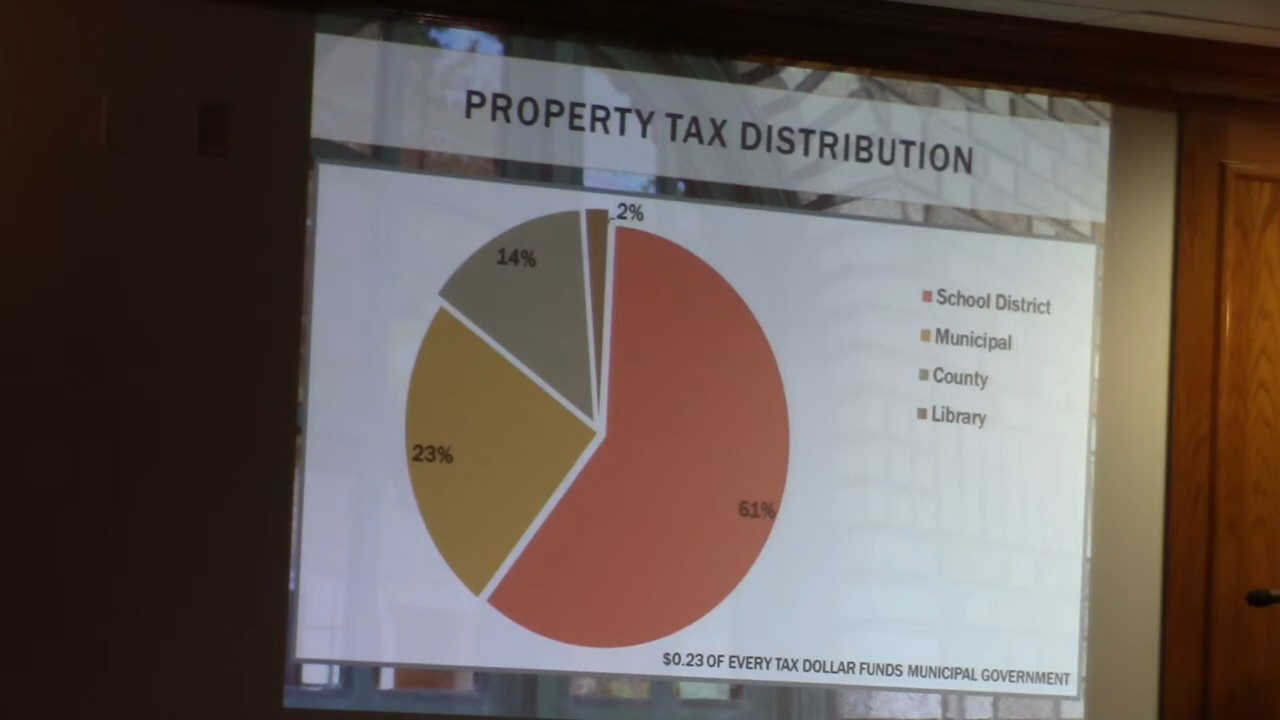 PROPERTY TAX DISTRIBUTION
2%
14%
23%
61%
School District
Municipal
County
Library
$0.23 OF EVERY TAX DOLLAR FUNDS MUNICIPAL GOVERNMENT